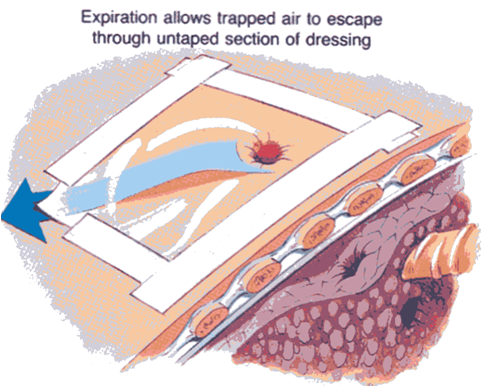 Expiration allows trapped air to escape
through untaped section of dressing